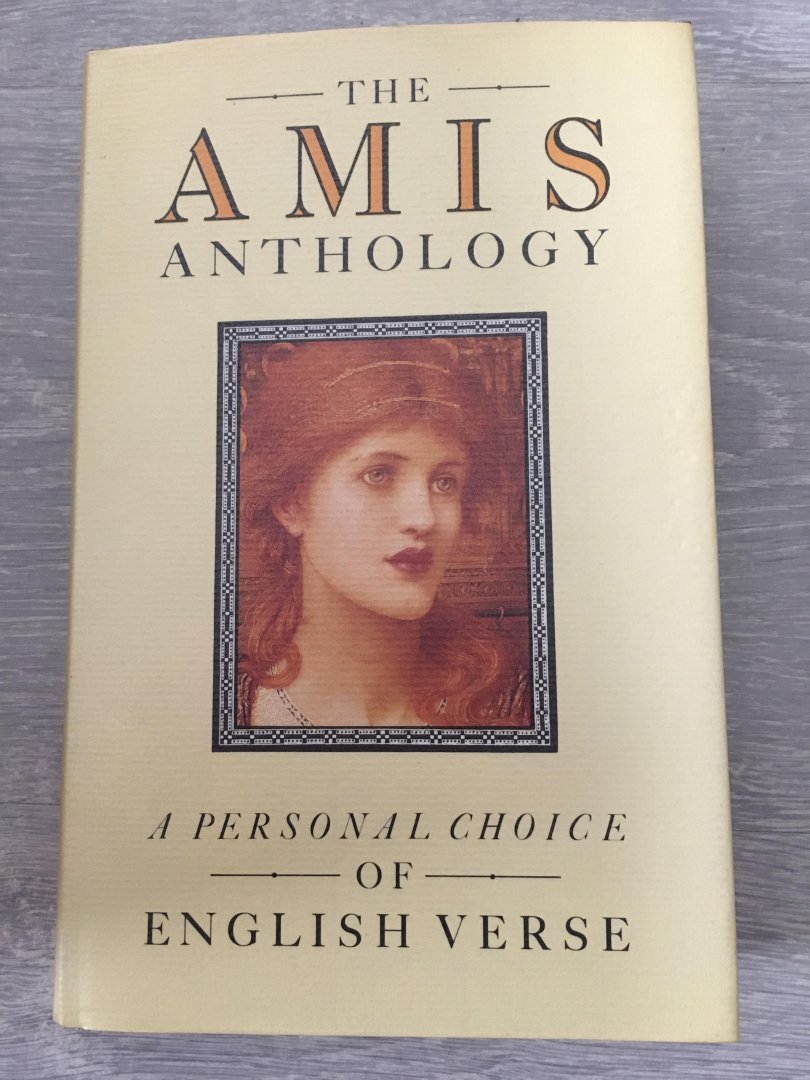 THE
AMIS
ANTHOLOGY
A PERSONAL CHOICE
OF
ENGLISH VERSE